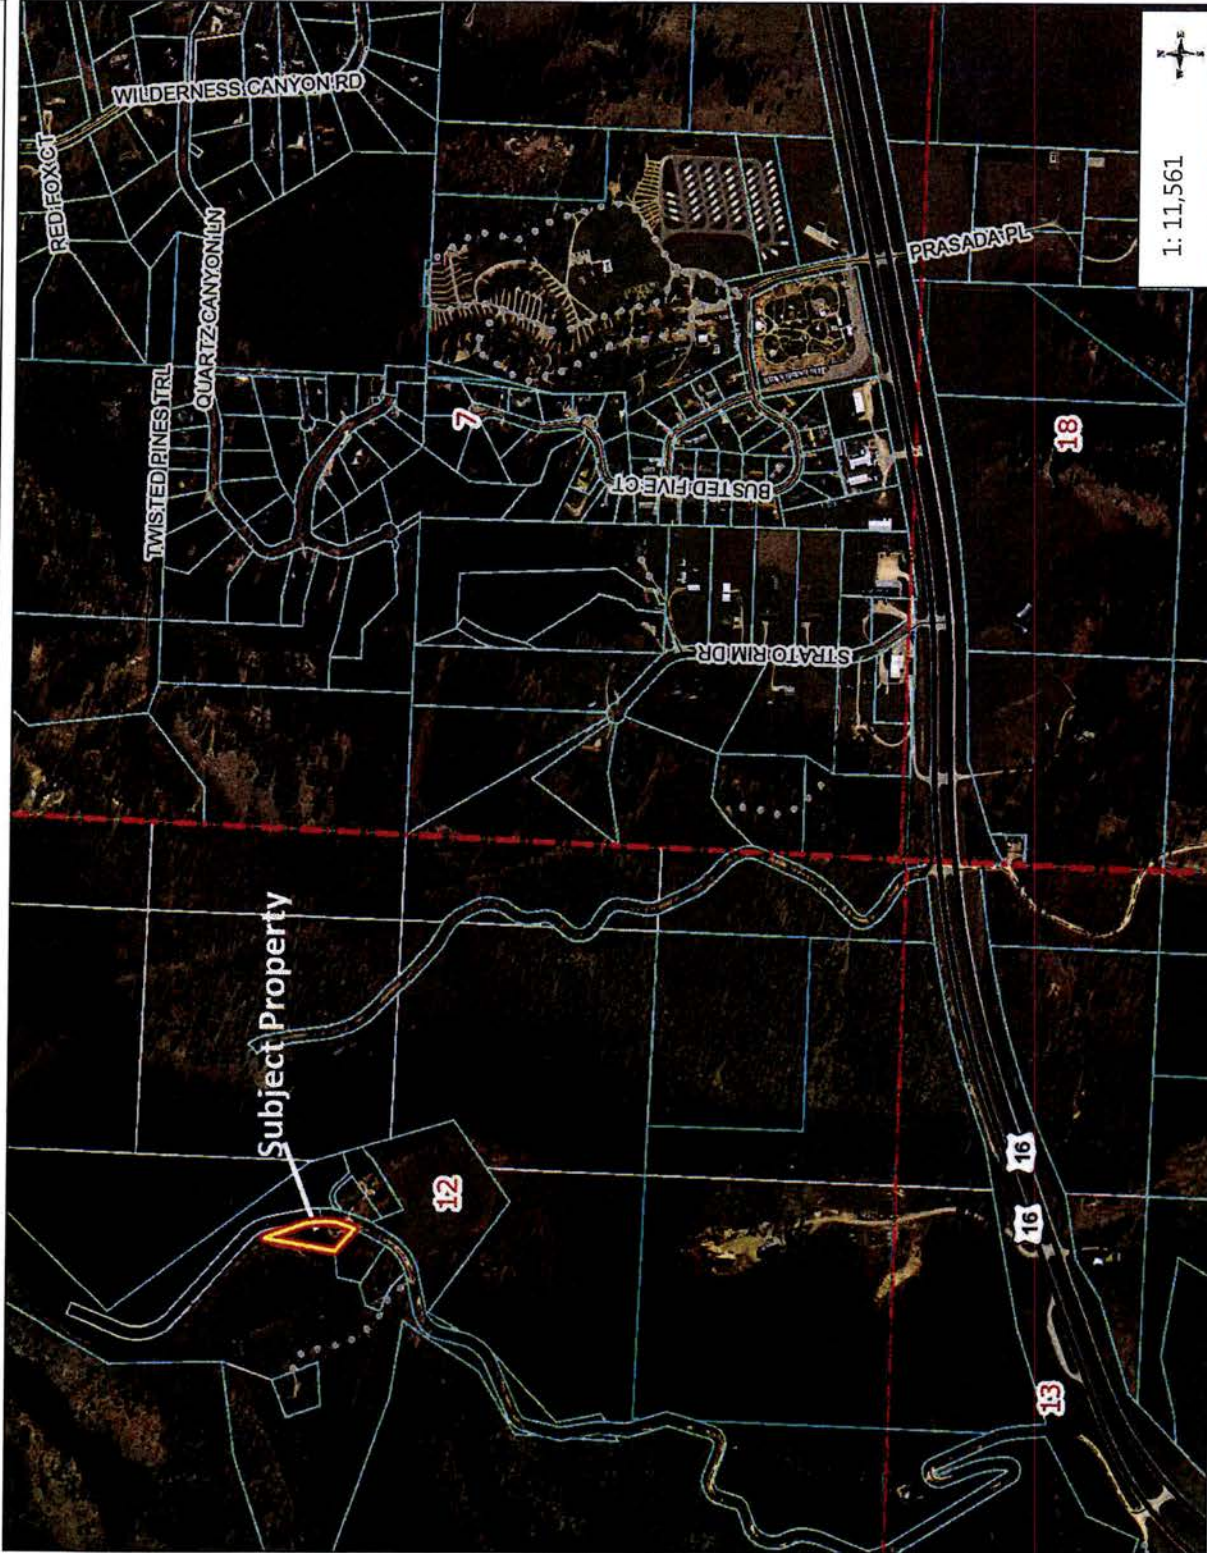 WILDERNESS CANYON RD
RED FOX CT
QUARTZ CANYON LN
TWISTED PINES TRL
7
BUSTED FIVE CT
PRASADA PL
18
STRATO RIM DR
Subject Property
12
16
16
13
N
W E
S
1: 11,561